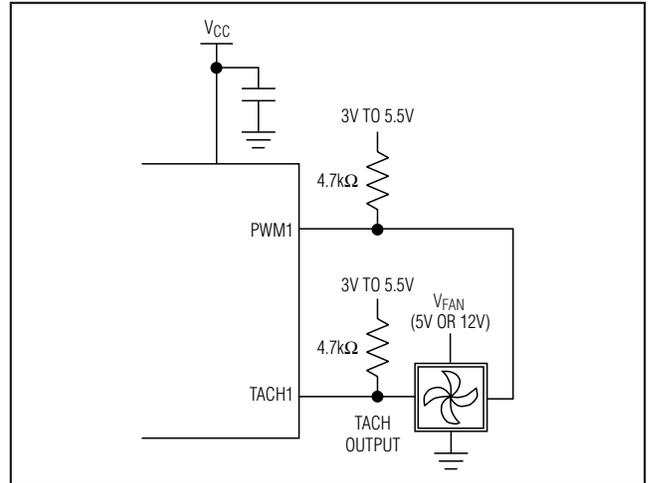 VCC
3V TO 5.5V
4.7kΩ
PWM1
3V TO 5.5V
VFAN
(5V OR 12V)
4.7kΩ
TACH1
TACH
OUTPUT